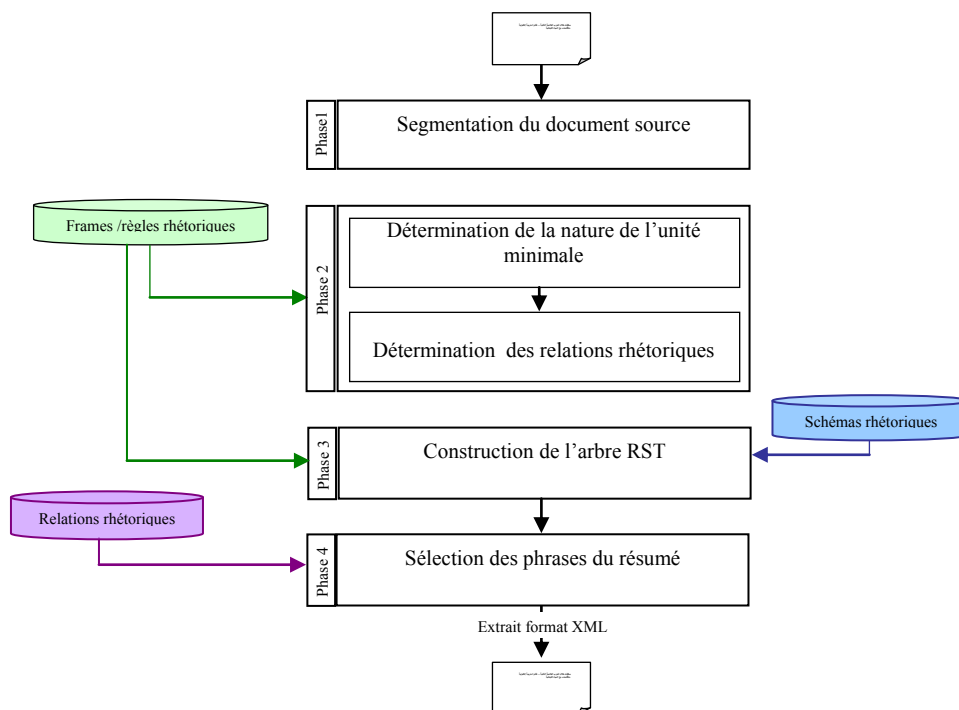 Phase1
Segmentation du document source
Frames /règles rhétoriques
Phase 2
Détermination de la nature de l’unité
minimale
Détermination des relations rhétoriques
Schémas rhétoriques
Phase 3
Construction de l’arbre RST
Relations rhétoriques
Phase 4
Sélection des phrases du résumé
Extrait format XML